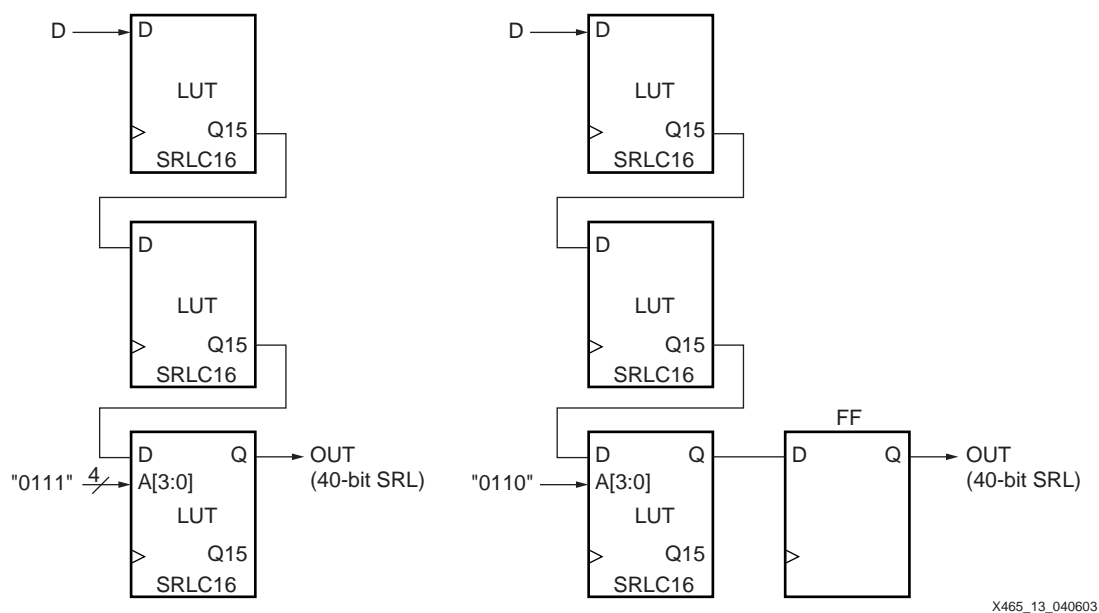 D
D
LUT
Q15
SRLC16
D
LUT
Q15
SRLC16
D
Q
OUT
(40-bit SRL)
"0111"
4
A[3:0]
LUT
Q15
SRLC16
D
D
LUT
Q15
SRLC16
D
LUT
Q15
SRLC16
D
Q
"0110"
A[3:0]
LUT
Q15
SRLC16
FF
D
Q
OUT
(40-bit SRL)
X465_13_040603